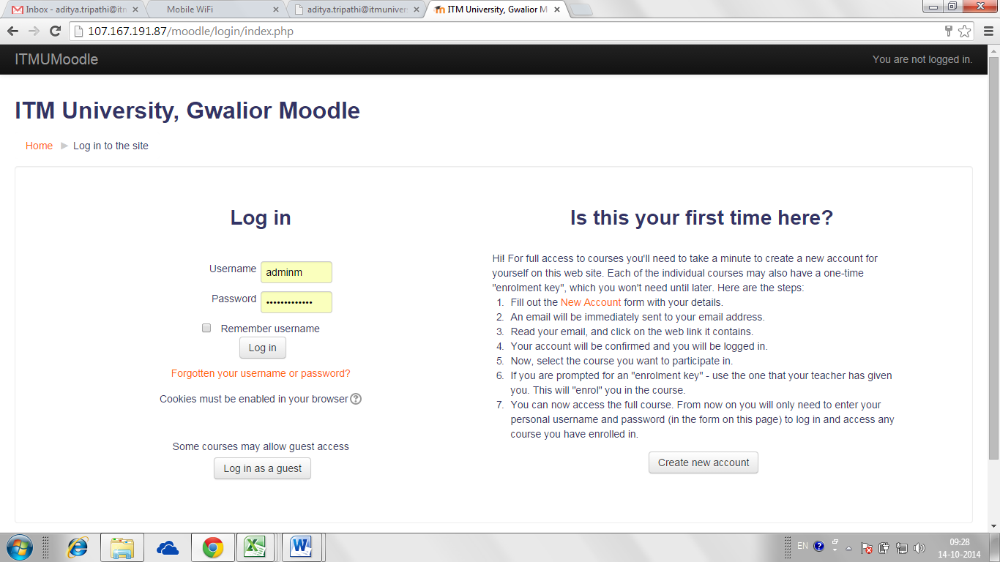 Inbox - aditya.tripathi@itm
Mobile WiFi
aditya.tripathi@itmuniver
ITM University, Gwalior M
107.167.191.87/moodle/login/index.php
ITMUMoodle
You are not logged in.
ITM University, Gwalior Moodle
Home ► Log in to the site
Log in
Username
adminm
Password
•••••••••••••
Remember username
Log in
Forgotten your username or password?
Cookies must be enabled in your browser ?
Some courses may allow guest access
Log in as a guest
Is this your first time here?
Hi! For full access to courses you'll need to take a minute to create a new account for
yourself on this web site. Each of the individual courses may also have a one-time
"enrolment key", which you won't need until later. Here are the steps:
1. Fill out the New Account form with your details.
2. An email will be immediately sent to your email address.
3. Read your email, and click on the web link it contains.
4. Your account will be confirmed and you will be logged in.
5. Now, select the course you want to participate in.
6. If you are prompted for an "enrolment key" - use the one that your teacher has given
you. This will "enrol" you in the course.
7. You can now access the full course. From now on you will only need to enter your
personal username and password (in the form on this page) to log in and access any
course you have enrolled in.
Create new account
EN
09:28
14-10-2014